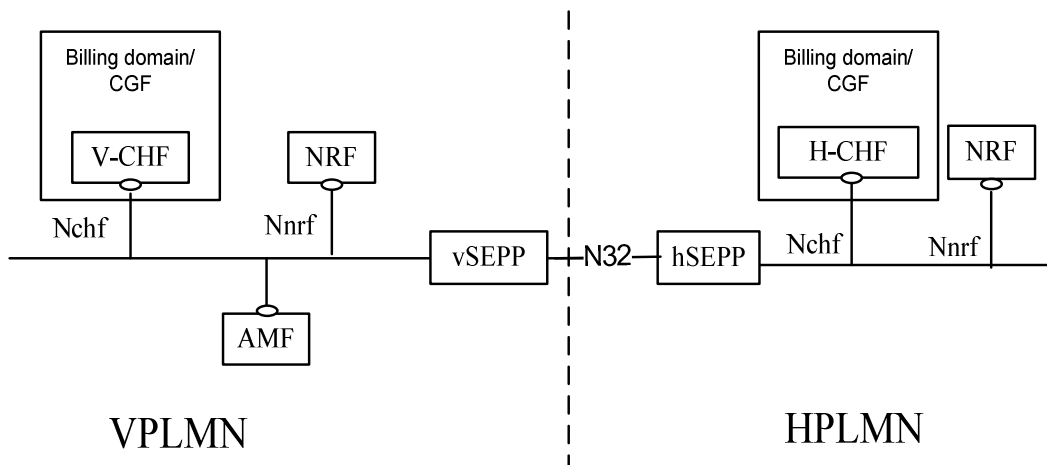 Billing domain/
CGF
V-CHF
NRF
Nchf
Nnrf
vSEPP
AMF
VPLMN
N32
Billing domain/
CGF
H-CHF
NRF
hSEPP
Nchf
Nnrf
HPLMN